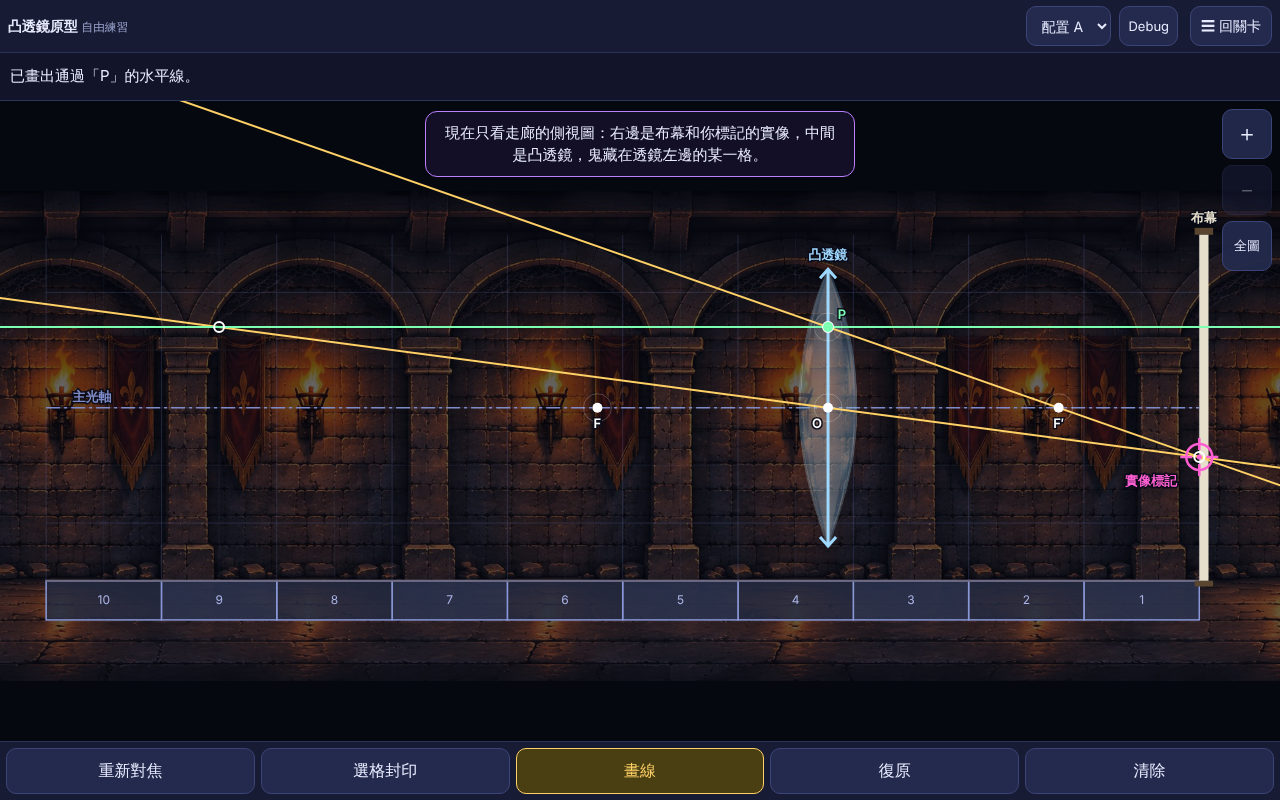 凸透鏡原型 自由練習
配置 A
Debug
☰ 回關卡
已畫出通過「P」的水平線。
現在只看走廊的側視圖：右邊是布幕和你標記的實像，中間
是凸透鏡，鬼藏在透鏡左邊的某一格。
+
−
全圖
布幕
凸透鏡
P
主光軸
F
O
F′
實像標記
10 9 8 7 6 5 4 3 2 1
重新對焦 選格封印 畫線 復原 清除